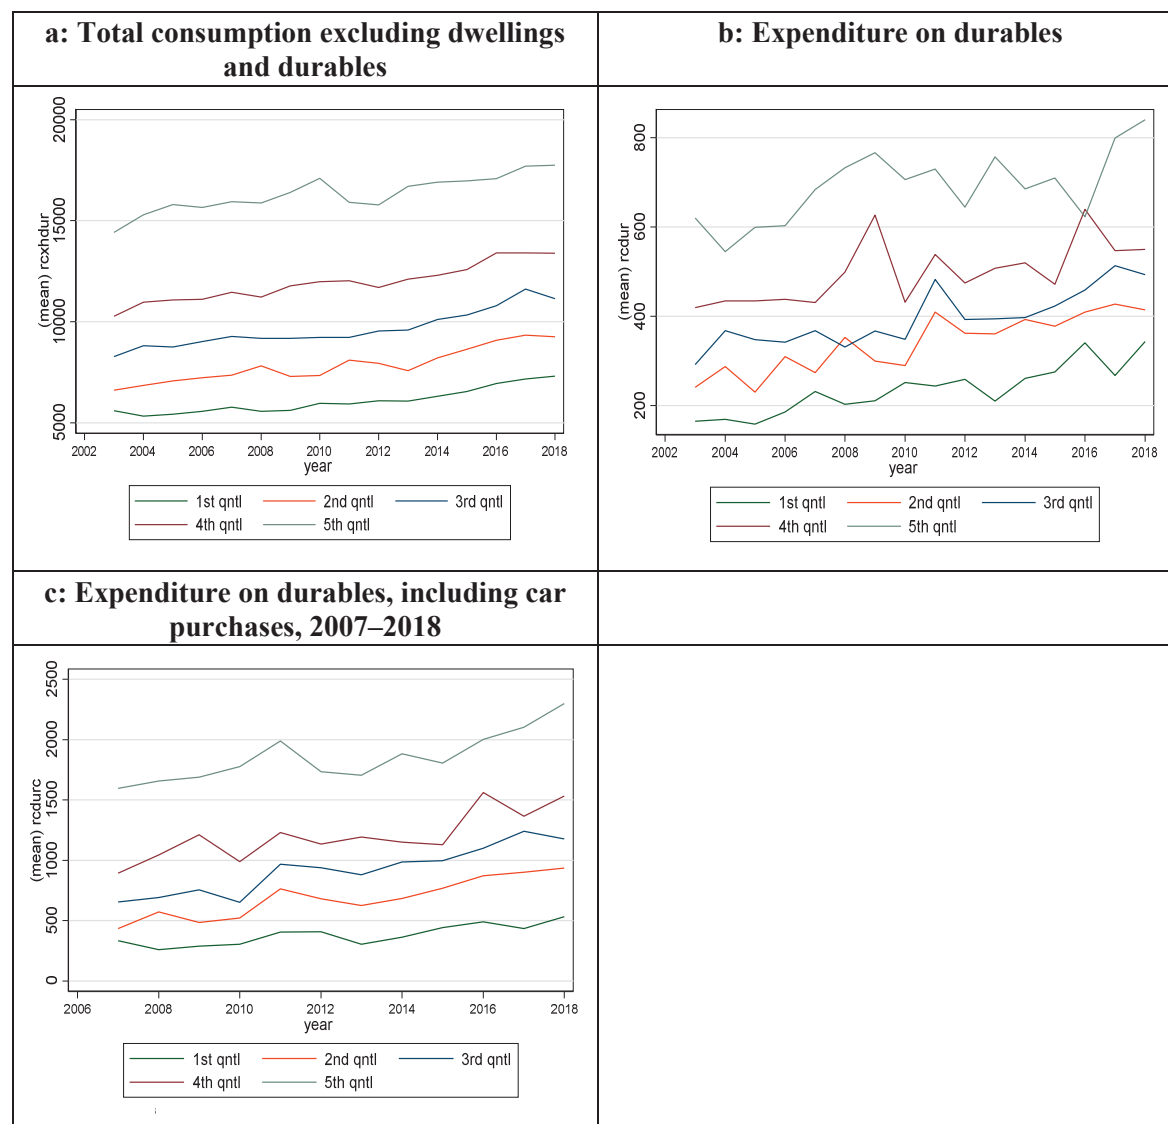 a: Total consumption excluding dwellings
and durables
b: Expenditure on durables
20000
15000
10000
5000
(mean) rcxhdur
2002 2004 2006 2008 2010 2012 2014 2016 2018
year
1st qntl 2nd qntl 3rd qntl
4th qntl 5th qntl
800
600
400
200
(mean) rcdur
2002 2004 2006 2008 2010 2012 2014 2016 2018
year
1st qntl 2nd qntl 3rd qntl
4th qntl 5th qntl
c: Expenditure on durables, including car
purchases, 2007–2018
2500
2000
1500
1000
500
0
(mean) rcdurc
2006 2008 2010 2012 2014 2016 2018
year
1st qntl 2nd qntl 3rd qntl
4th qntl 5th qntl